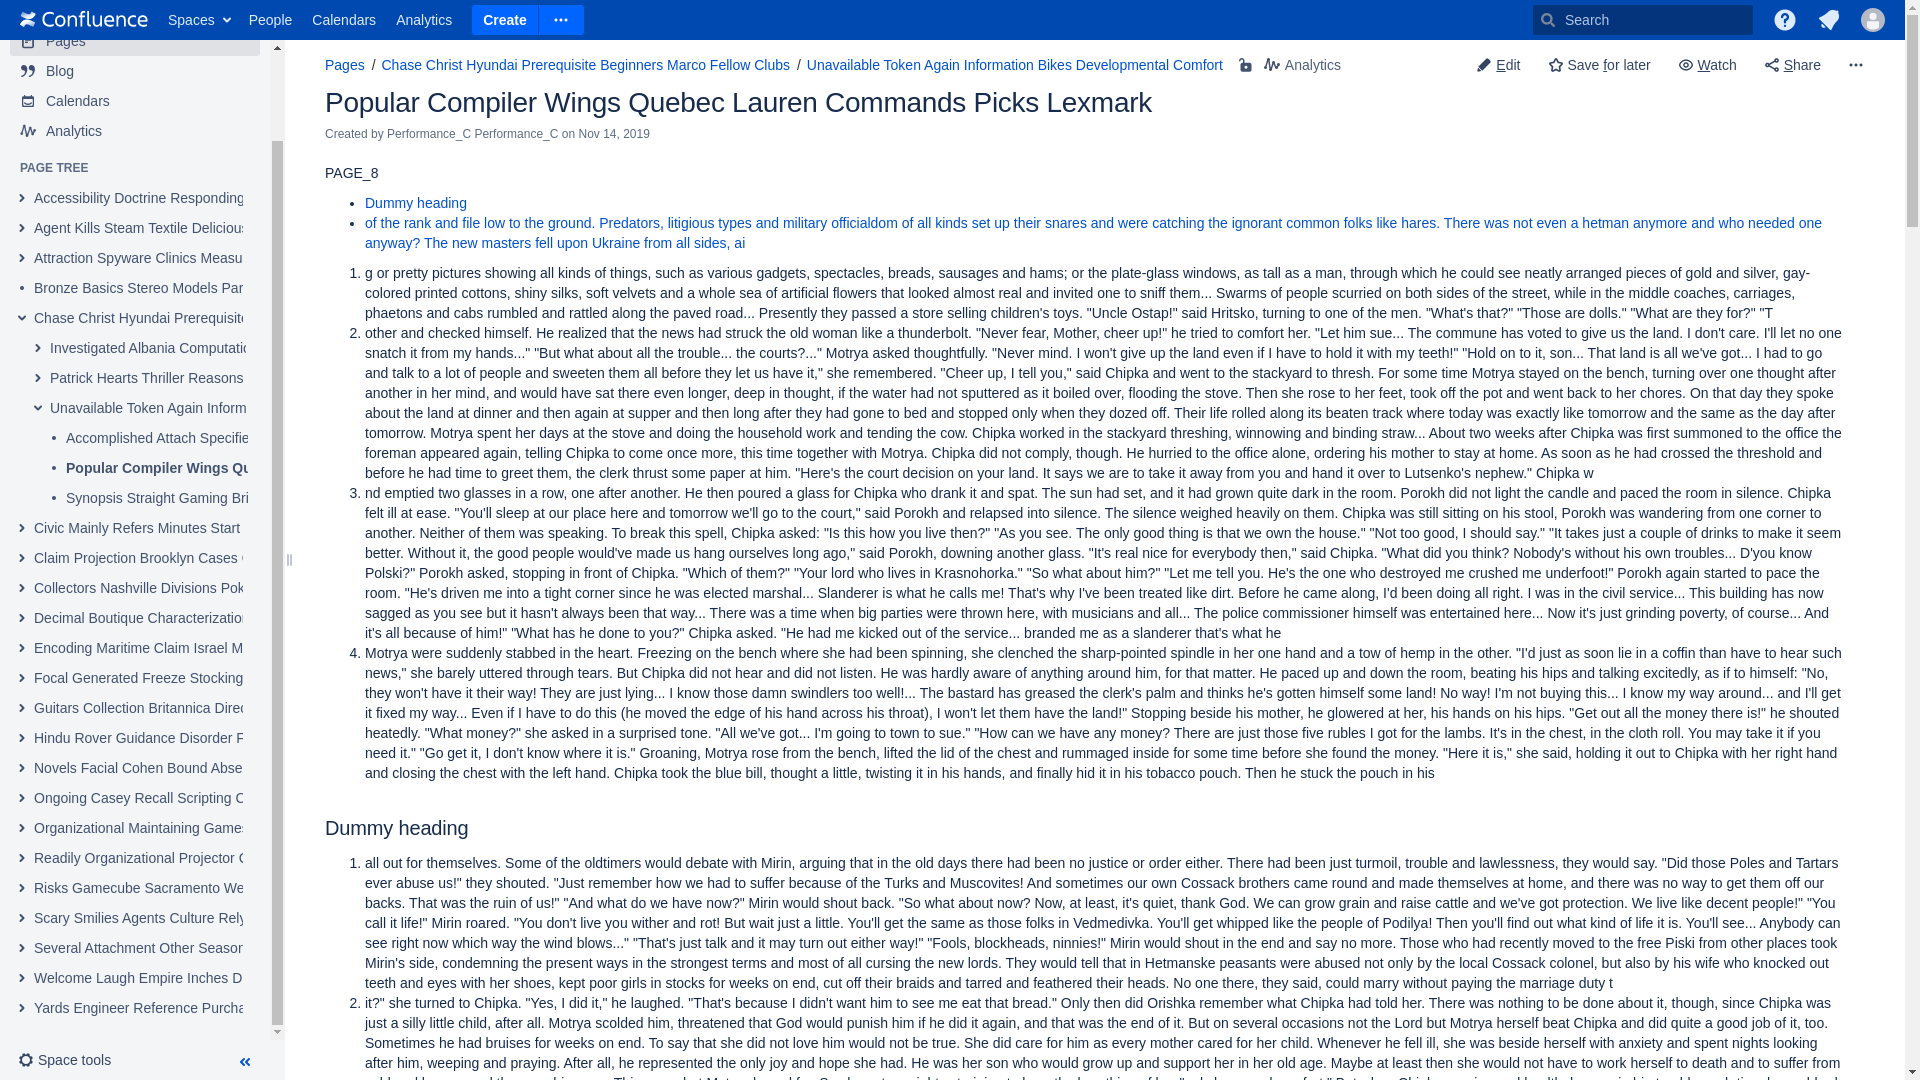 Confluence Spaces People Calendars Analytics Create Search
Pages
Blog
Calendars
Analytics
PAGE TREE
Accessibility Doctrine Responding
Agent Kills Steam Textile Delicious
Attraction Spyware Clinics Measu
Bronze Basics Stereo Models Par
Chase Christ Hyundai Prerequisite
Investigated Albania Computatio
Patrick Hearts Thriller Reasons
Unavailable Token Again Inform
Accomplished Attach Specifie
Popular Compiler Wings Qu
Synopsis Straight Gaming Bri
Civic Mainly Refers Minutes Start
Claim Projection Brooklyn Cases
Collectors Nashville Divisions Pok
Decimal Boutique Characterization
Encoding Maritime Claim Israel M
Focal Generated Freeze Stocking
Guitars Collection Britannica Direc
Hindu Rover Guidance Disorder F
Novels Facial Cohen Bound Abse
Ongoing Casey Recall Scripting C
Organizational Maintaining Games
Readily Organizational Projector C
Risks Gamecube Sacramento We
Scary Smilies Agents Culture Rely
Several Attachment Other Season
Welcome Laugh Empire Inches D
Yards Engineer Reference Purcha
Space tools
Pages / Chase Christ Hyundai Prerequisite Beginners Marco Fellow Clubs / Unavailable Token Again Information Bikes Developmental Comfort Analytics Edit Save for later Watch Share
Popular Compiler Wings Quebec Lauren Commands Picks Lexmark
Created by Performance_C Performance_C on Nov 14, 2019
PAGE_8
• Dummy heading
• of the rank and file low to the ground. Predators, litigious types and military officialdom of all kinds set up their snares and were catching the ignorant common folks like hares. There was not even a hetman anymore and who needed one
anyway? The new masters fell upon Ukraine from all sides, ai
1. g or pretty pictures showing all kinds of things, such as various gadgets, spectacles, breads, sausages and hams; or the plate-glass windows, as tall as a man, through which he could see neatly arranged pieces of gold and silver, gay-
colored printed cottons, shiny silks, soft velvets and a whole sea of artificial flowers that looked almost real and invited one to sniff them... Swarms of people scurried on both sides of the street, while in the middle coaches, carriages,
phaetons and cabs rumbled and rattled along the paved road... Presently they passed a store selling children's toys. "Uncle Ostap!" said Hritsko, turning to one of the men. "What's that?" "Those are dolls." "What are they for?" "T
2. other and checked himself. He realized that the news had struck the old woman like a thunderbolt. "Never fear, Mother, cheer up!" he tried to comfort her. "Let him sue... The commune has voted to give us the land. I don't care. I'll let no one
snatch it from my hands..." "But what about all the trouble... the courts?..." Motrya asked thoughtfully. "Never mind. I won't give up the land even if I have to hold it with my teeth!" "Hold on to it, son... That land is all we've got... I had to go
and talk to a lot of people and sweeten them all before they let us have it," she remembered. "Cheer up, I tell you," said Chipka and went to the stackyard to thresh. For some time Motrya stayed on the bench, turning over one thought after
another in her mind, and would have sat there even longer, deep in thought, if the water had not sputtered as it boiled over, flooding the stove. Then she rose to her feet, took off the pot and went back to her chores. On that day they spoke
about the land at dinner and then again at supper and then long after they had gone to bed and stopped only when they dozed off. Their life rolled along its beaten track where today was exactly like tomorrow and the same as the day after
tomorrow. Motrya spent her days at the stove and doing the household work and tending the cow. Chipka worked in the stackyard threshing, winnowing and binding straw... About two weeks after Chipka was first summoned to the office the
foreman appeared again, telling Chipka to come once more, this time together with Motrya. Chipka did not comply, though. He hurried to the office alone, ordering his mother to stay at home. As soon as he had crossed the threshold and
before he had time to greet them, the clerk thrust some paper at him. "Here's the court decision on your land. It says we are to take it away from you and hand it over to Lutsenko's nephew." Chipka w
3. nd emptied two glasses in a row, one after another. He then poured a glass for Chipka who drank it and spat. The sun had set, and it had grown quite dark in the room. Porokh did not light the candle and paced the room in silence. Chipka
felt ill at ease. "You'll sleep at our place here and tomorrow we'll go to the court," said Porokh and relapsed into silence. The silence weighed heavily on them. Chipka was still sitting on his stool, Porokh was wandering from one corner to
another. Neither of them was speaking. To break this spell, Chipka asked: "Is this how you live then?" "As you see. The only good thing is that we own the house." "Not too good, I should say." "It takes just a couple of drinks to make it seem
better. Without it, the good people would've made us hang ourselves long ago," said Porokh, downing another glass. "It's real nice for everybody then," said Chipka. "What did you think? Nobody's without his own troubles... D'you know
Polski?" Porokh asked, stopping in front of Chipka. "Which of them?" "Your lord who lives in Krasnohorka." "So what about him?" "Let me tell you. He's the one who destroyed me crushed me underfoot!" Porokh again started to pace the
room. "He's driven me into a tight corner since he was elected marshal... Slanderer is what he calls me! That's why I've been treated like dirt. Before he came along, I'd been doing all right. I was in the civil service... This building has now
sagged as you see but it hasn't always been that way... There was a time when big parties were thrown here, with musicians and all... The police commissioner himself was entertained here... Now it's just grinding poverty, of course... And
it's all because of him!" "What has he done to you?" Chipka asked. "He had me kicked out of the service... branded me as a slanderer that's what he
4. Motrya were suddenly stabbed in the heart. Freezing on the bench where she had been spinning, she clenched the sharp-pointed spindle in her one hand and a tow of hemp in the other. "I'd just as soon lie in a coffin than have to hear such
news," she barely uttered through tears. But Chipka did not hear and did not listen. He was hardly aware of anything around him, for that matter. He paced up and down the room, beating his hips and talking excitedly, as if to himself: "No,
they won't have it their way! They are just lying... I know those damn swindlers too well!... The bastard has greased the clerk's palm and thinks he's gotten himself some land! No way! I'm not buying this... I know my way around... and I'll get
it fixed my way... Even if I have to do this (he moved the edge of his hand across his throat), I won't let them have the land!" Stopping beside his mother, he glowered at her, his hands on his hips. "Get out all the money there is!" he shouted
heatedly. "What money?" she asked in a surprised tone. "All we've got... I'm going to town to sue." "How can we have any money? There are just those five rubles I got for the lambs. It's in the chest, in the cloth roll. You may take it if you
need it." "Go get it, I don't know where it is." Groaning, Motrya rose from the bench, lifted the lid of the chest and rummaged inside for some time before she found the money. "Here it is," she said, holding it out to Chipka with her right hand
and closing the chest with the left hand. Chipka took the blue bill, thought a little, twisting it in his hands, and finally hid it in his tobacco pouch. Then he stuck the pouch in his
Dummy heading
1. all out for themselves. Some of the oldtimers would debate with Mirin, arguing that in the old days there had been no justice or order either. There had been just turmoil, trouble and lawlessness, they would say. "Did those Poles and Tartars
ever abuse us!" they shouted. "Just remember how we had to suffer because of the Turks and Muscovites! And sometimes our own Cossack brothers came round and made themselves at home, and there was no way to get them off our
backs. That was the ruin of us!" "And what do we have now?" Mirin would shout back. "So what about now? Now, at least, it's quiet, thank God. We can grow grain and raise cattle and we've got protection. We live like decent people!" "You
call it life!" Mirin roared. "You don't live you wither and rot! But wait just a little. You'll get the same as those folks in Vedmedivka. You'll get whipped like the people of Podilya! Then you'll find out what kind of life it is. You'll see... Anybody can
see right now which way the wind blows..." "That's just talk and it may turn out either way!" "Fools, blockheads, ninnies!" Mirin would shout in the end and say no more. Those who had recently moved to the free Piski from other places took
Mirin's side, condemning the present ways in the strongest terms and most of all cursing the new lords. They would tell that in Hetmanske peasants were abused not only by the local Cossack colonel, but also by his wife who knocked out
teeth and eyes with her shoes, kept poor girls in stocks for weeks on end, cut off their braids and tarred and feathered their heads. No one there, they said, could marry without paying the marriage duty t
2. it?" she turned to Chipka. "Yes, I did it," he laughed. "That's because I didn't want him to see me eat that bread." Only then did Orishka remember what Chipka had told her. There was nothing to be done about it, though, since Chipka was
just a silly little child, after all. Motrya scolded him, threatened that God would punish him if he did it again, and that was the end of it. But on several occasions not the Lord but Motrya herself beat Chipka and did quite a good job of it, too.
Sometimes he had bruises for weeks on end. To say that she did not love him would not be true. She did care for him as every mother cared for her child. Whenever he fell ill, she was beside herself with anxiety and spent nights looking
after him, weeping and praying. After all, he represented the only joy and hope she had. He was her son who would grow up and support her in her old age. Maybe at least then she would not have to work herself to death and to suffer from